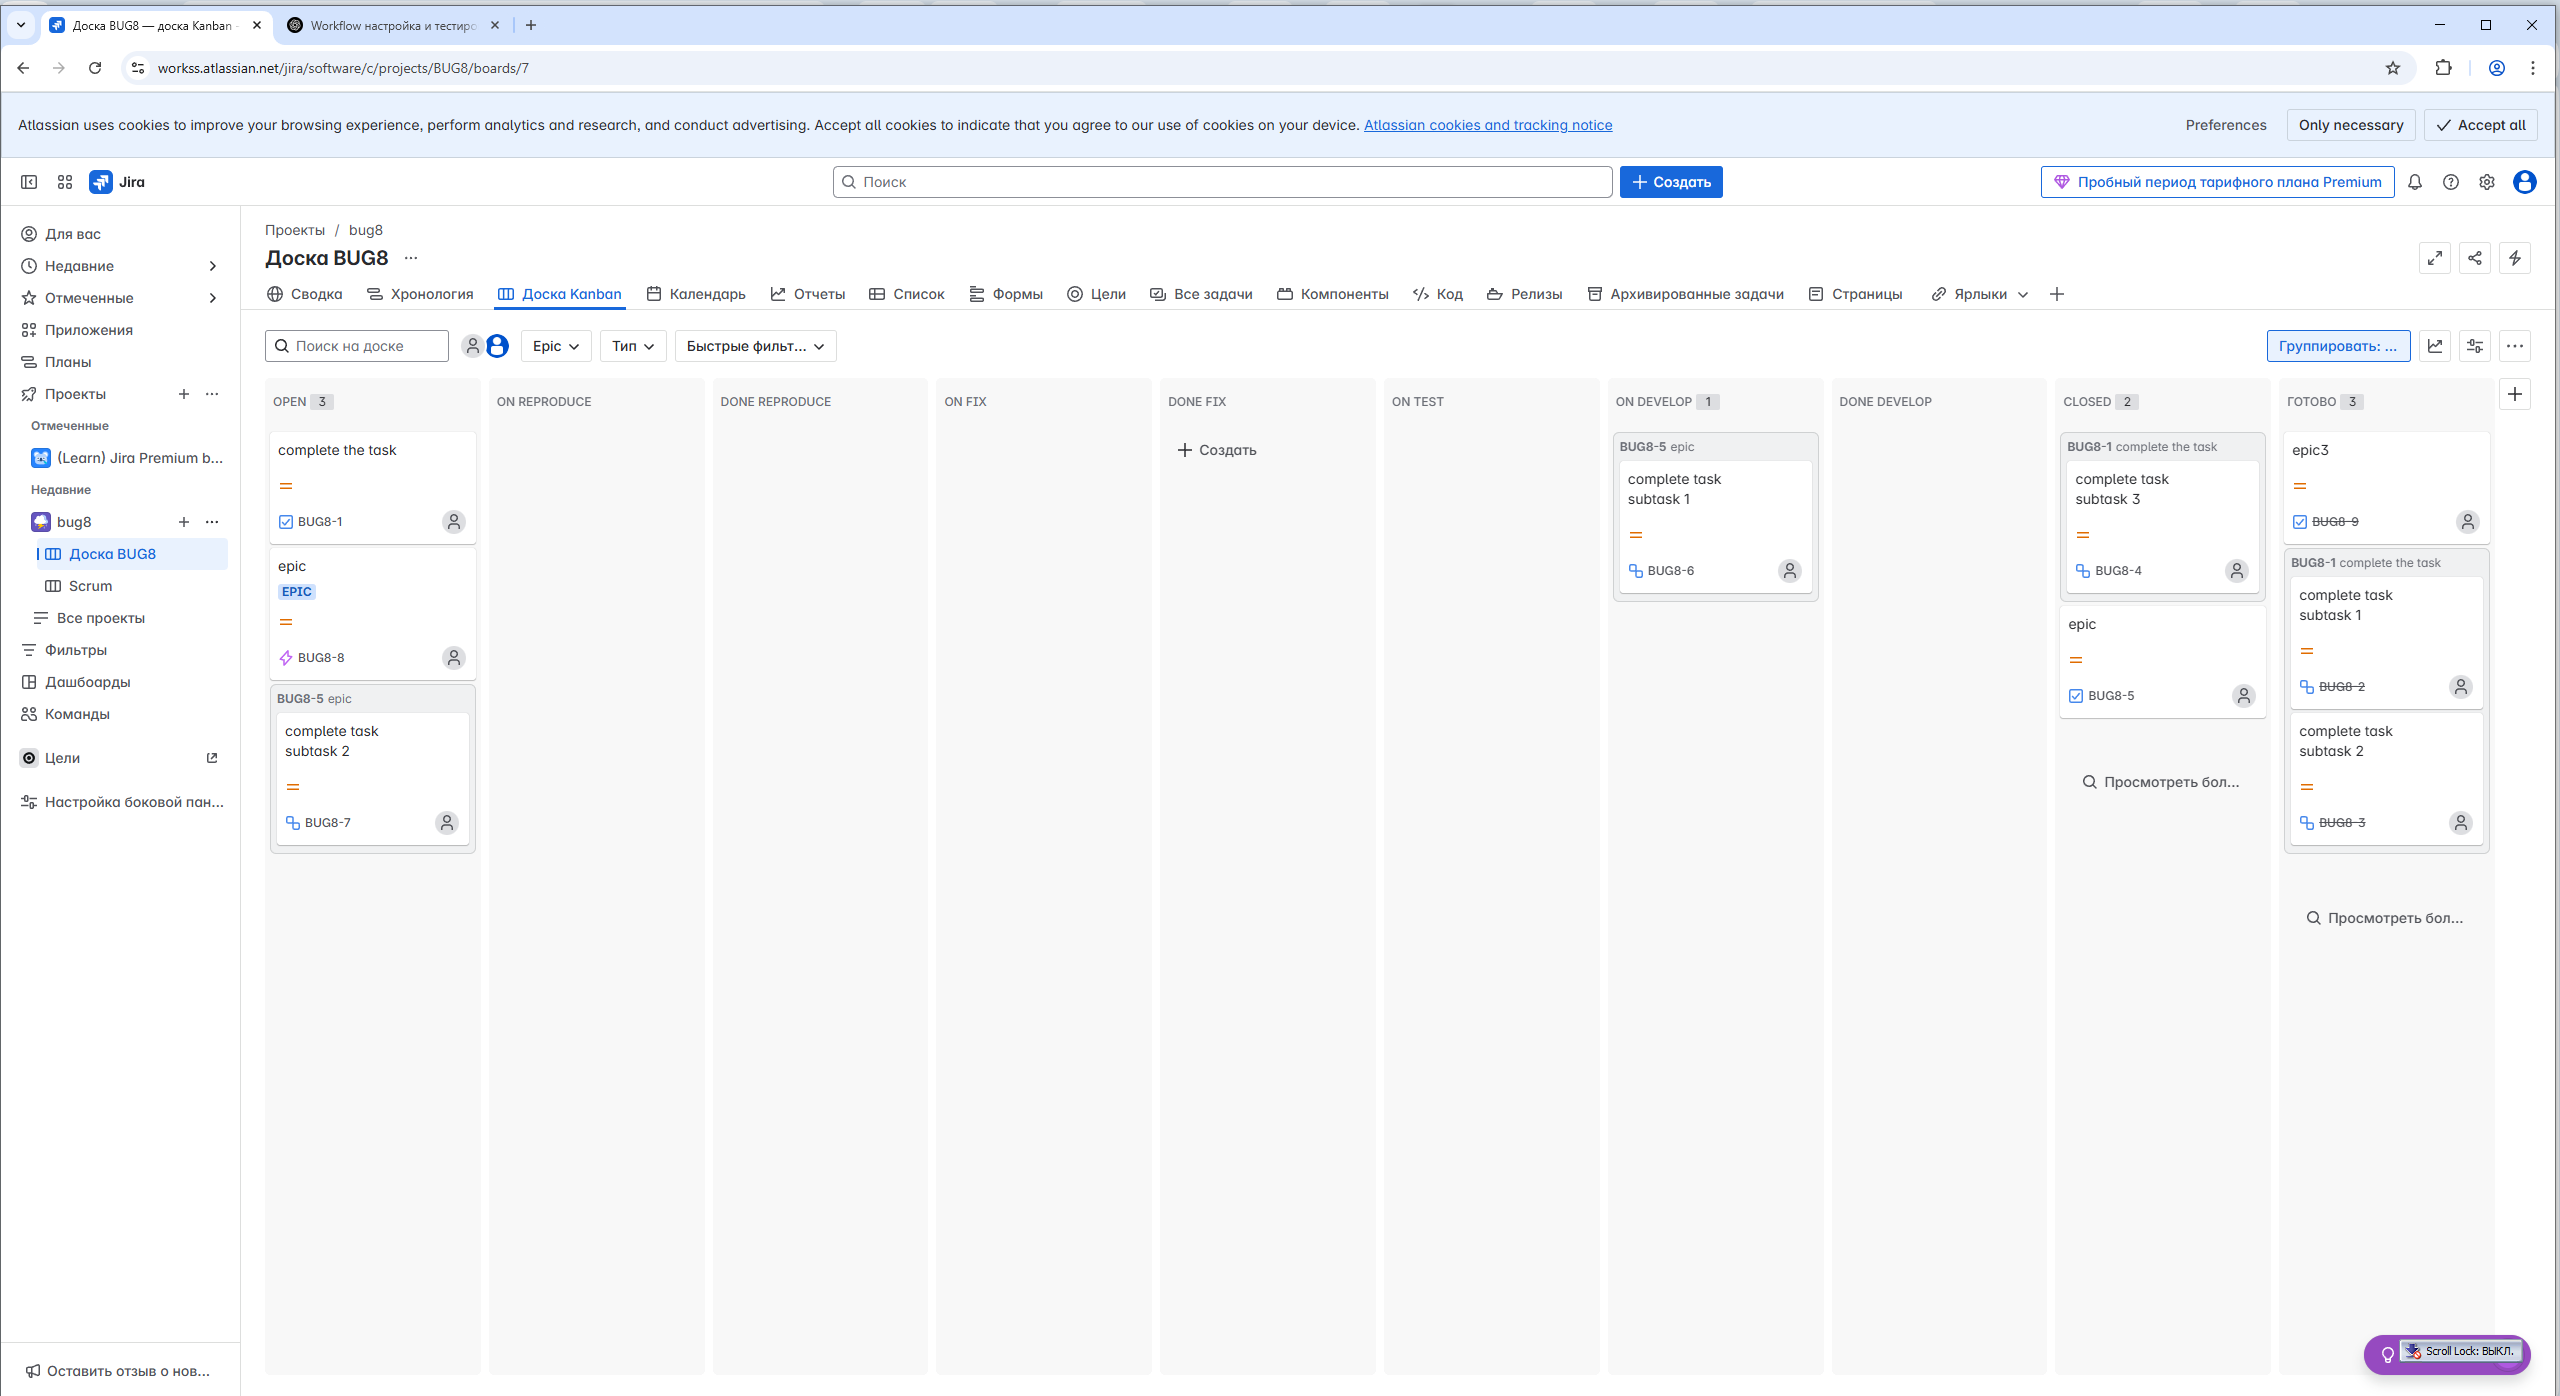 Доска BUG8 — доска Kanban -
Workflow настройка и тестиро
workss.atlassian.net/jira/software/c/projects/BUG8/boards/7
Atlassian uses cookies to improve your browsing experience, perform analytics and research, and conduct advertising. Accept all cookies to indicate that you agree to our use of cookies on your device. Atlassian cookies and tracking notice
Preferences
Only necessary
Accept all
Jira
Поиск
Создать
Пробный период тарифного плана Premium
Для вас
Недавние
Отмеченные
Приложения
Планы
Проекты
Отмеченные
(Learn) Jira Premium b...
Недавние
bug8
Доска BUG8
Scrum
Все проекты
Фильтры
Дашбоарды
Команды
Цели
Настройка боковой пан...
Оставить отзыв о нов...
Проекты / bug8
Доска BUG8
Сводка
Хронология
Доска Kanban
Календарь
Отчеты
Список
Формы
Цели
Все задачи
Компоненты
Код
Релизы
Архивированные задачи
Страницы
Ярлыки
Поиск на доске
Epic
Тип
Быстрые фильт...
Группировать: ...
OPEN 3
complete the task
BUG8-1
epic
EPIC
BUG8-8
BUG8-5 epic
complete task
subtask 2
BUG8-7
ON REPRODUCE
DONE REPRODUCE
ON FIX
DONE FIX
Создать
ON TEST
ON DEVELOP 1
BUG8-5 epic
complete task
subtask 1
BUG8-6
DONE DEVELOP
CLOSED 2
BUG8-1 complete the task
complete task
subtask 3
BUG8-4
epic
BUG8-5
Просмотреть бол...
ГОТОВО 3
epic3
BUG8-9
BUG8-1 complete the task
complete task
subtask 1
BUG8-2
complete task
subtask 2
BUG8-3
Просмотреть бол...
Scroll Lock: ВЫКЛ.